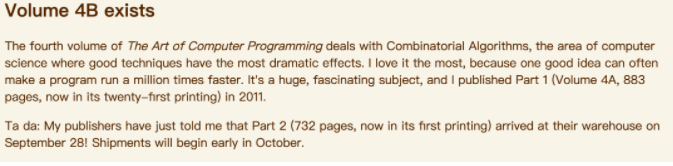 Volume 4B exists
The fourth volume of The Art of Computer Programming deals with Combinatorial Algorithms, the area of computer
science where good techniques have the most dramatic effects. I love it the most, because one good idea can often
make a program run a million times faster. It's a huge, fascinating subject, and I published Part 1 (Volume 4A, 883
pages, now in its twenty-first printing) in 2011.
Ta da: My publishers have just told me that Part 2 (732 pages, now in its first printing) arrived at their warehouse on
September 28! Shipments will begin early in October.